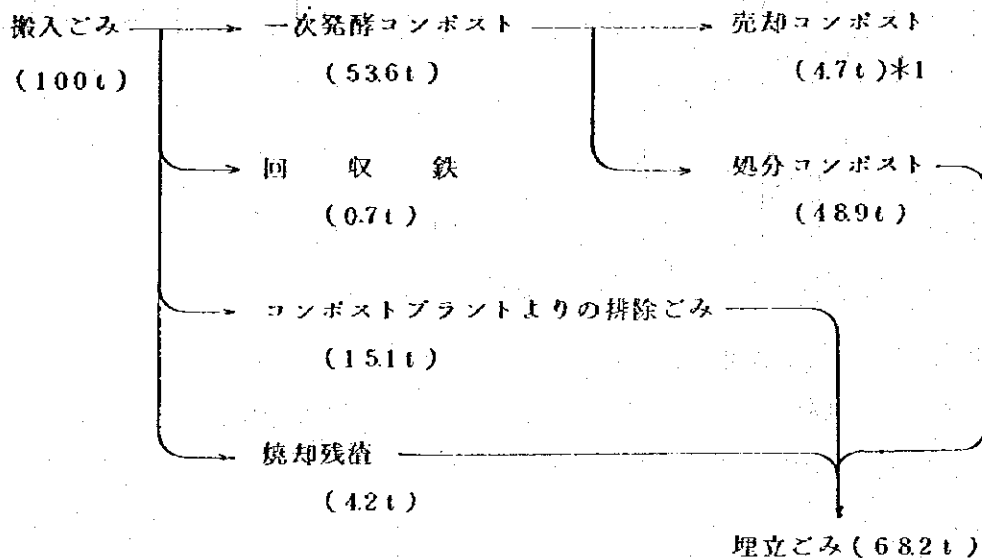 搬入ごみ 一次発酵コンポスト 売却コンポスト
(100t) (53.6t) (4.7t)*1
回収鉄 処分コンポスト
(0.7t) (48.9t)
コンポストプラントよりの排除ごみ
(15.1t)
焼却残渣
(4.2t)
埋立ごみ(68.2t)